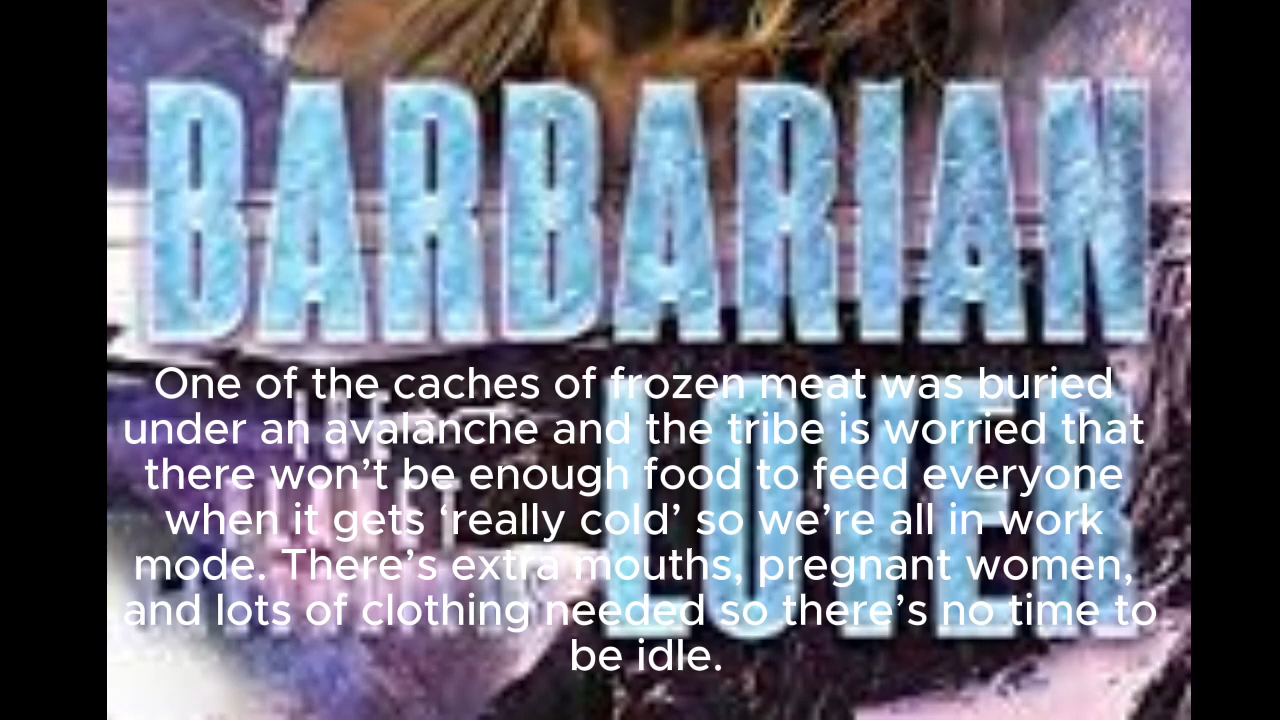 BARBARIAN
LOVER
One of the caches of frozen meat was buried
under an avalanche and the tribe is worried that
there won’t be enough food to feed everyone
when it gets ‘really cold’ so we’re all in work
mode. There’s extra mouths, pregnant women,
and lots of clothing needed so there’s no time to
be idle.